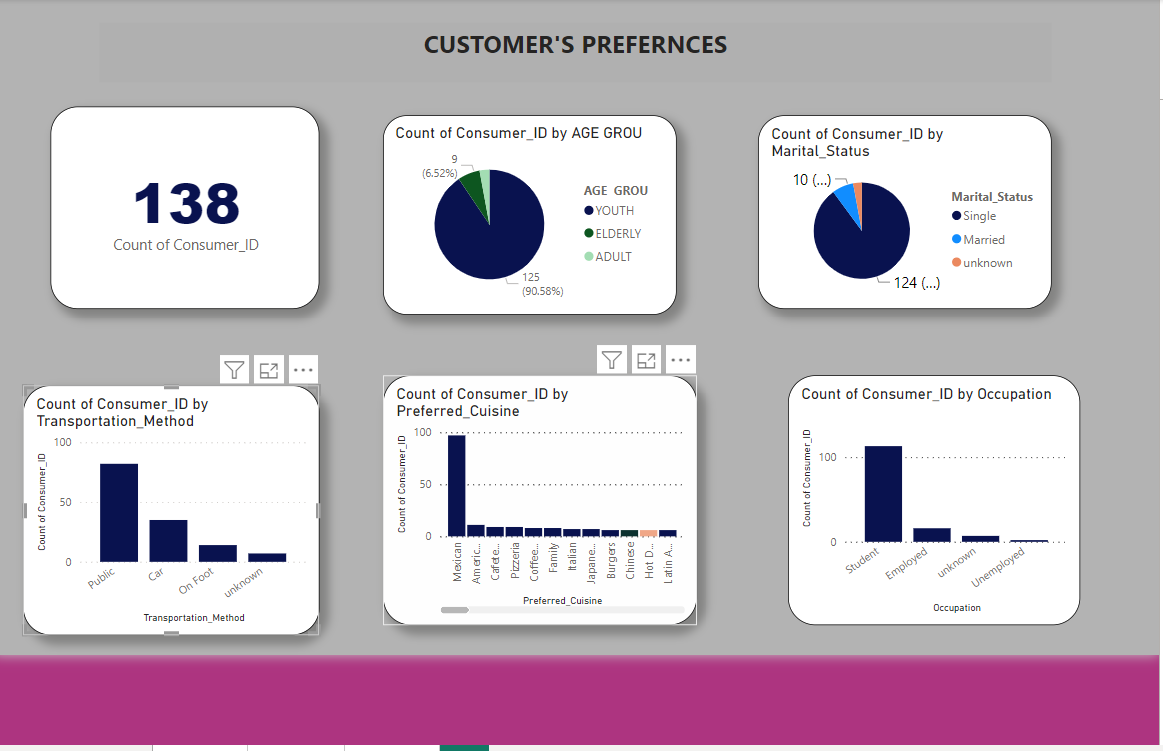 CUSTOMER'S PREFERNCES
138
Count of Consumer_ID
Count of Consumer_ID by AGE GROU
9
(6.52%)
125
(90.58%)
AGE GROU
YOUTH
ELDERLY
ADULT
Count of Consumer_ID by
Marital_Status
10 (...)
124 (...)
Marital_Status
Single
Married
unknown
Count of Consumer_ID by
Transportation_Method
Count of Consumer_ID
100
50
0
Public
Car
On Foot
unknown
Transportation_Method
Count of Consumer_ID by
Preferred_Cuisine
Count of Consumer_ID
100
50
0
Mexican
Americ...
Cafete...
Pizzeria
Coffee...
Family
Italian
Japane...
Burgers
Chinese
Hot D...
Latin A...
Preferred_Cuisine
Count of Consumer_ID by Occupation
Count of Consumer_ID
100
0
Student
Employed
unknown
Unemployed
Occupation